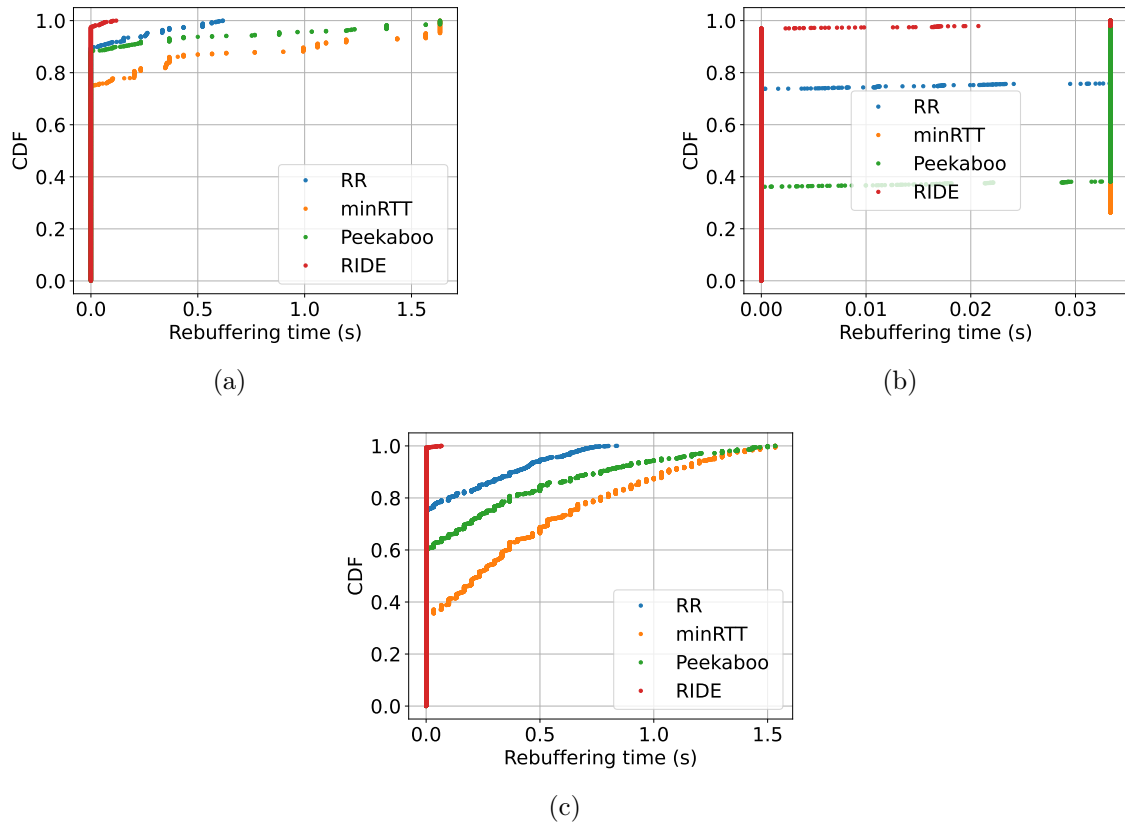 1.0
0.8
0.6
0.4
0.2
0.0
CDF
RR
minRTT
Peekaboo
RIDE
0.0 0.5 1.0 1.5
Rebuffering time (s)
(a)
1.0
0.8
0.6
0.4
0.2
0.0
CDF
RR
minRTT
Peekaboo
RIDE
0.00 0.01 0.02 0.03
Rebuffering time (s)
(b)
1.0
0.8
0.6
0.4
0.2
0.0
CDF
RR
minRTT
Peekaboo
RIDE
0.0 0.5 1.0 1.5
Rebuffering time (s)
(c)